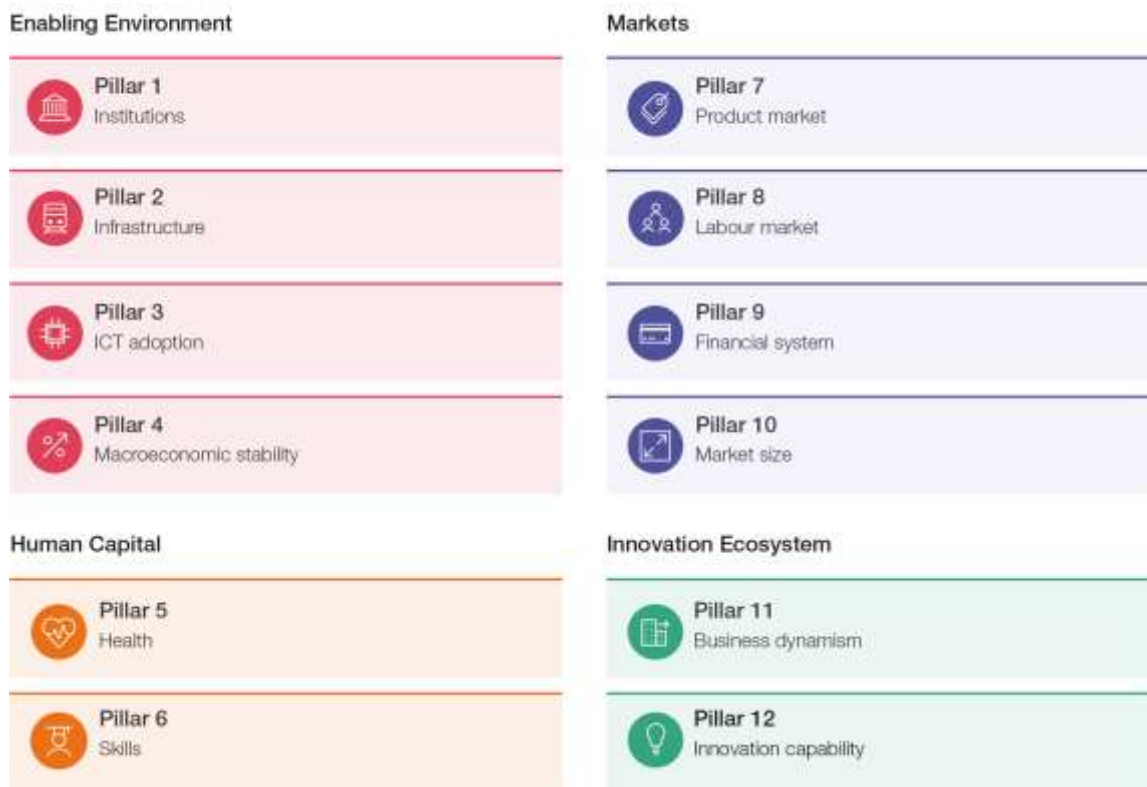 Enabling Environment
Pillar 1
Institutions
Pillar 2
Infrastructure
Pillar 3
ICT adoption
Pillar 4
Macroeconomic stability
Human Capital
Pillar 5
Health
Pillar 6
Skills
Markets
Pillar 7
Product market
Pillar 8
Labour market
Pillar 9
Financial system
Pillar 10
Market size
Innovation Ecosystem
Pillar 11
Business dynamism
Pillar 12
Innovation capability